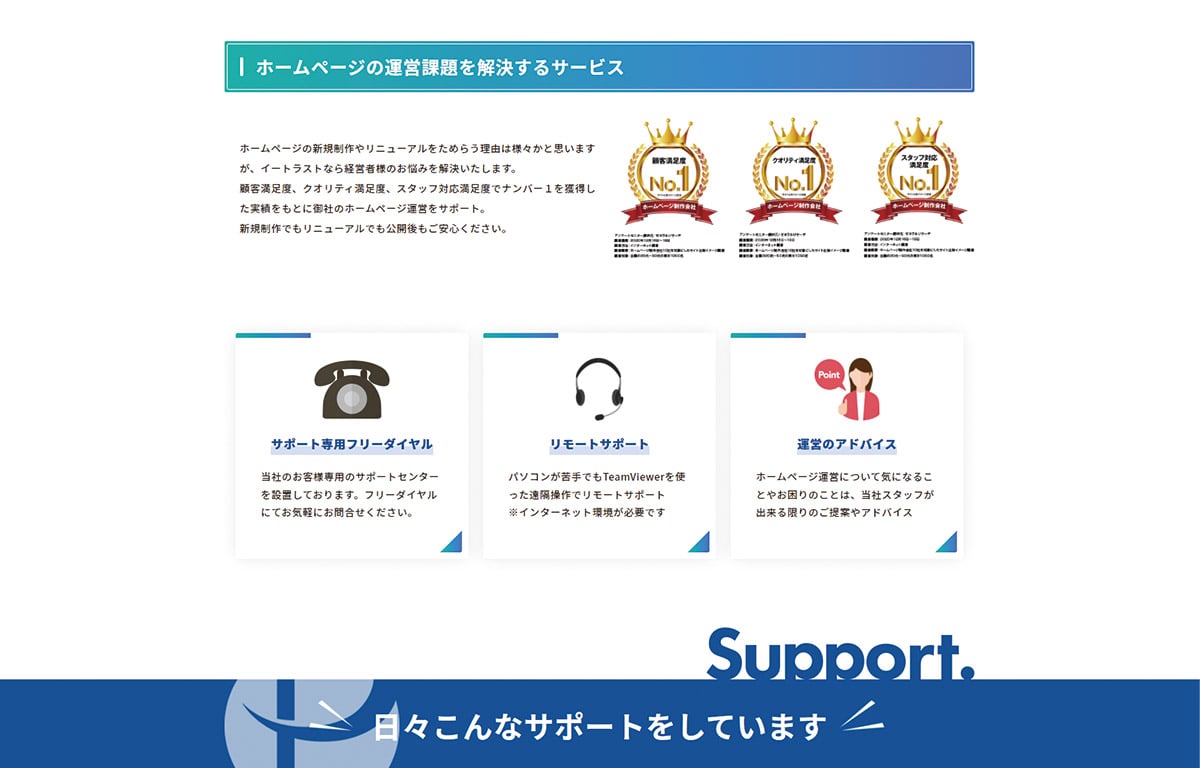 ホームページの運営課題を解決するサービス
ホームページの新規制作やリニューアルをためらう理由は様々かと思います
が、イートラストなら経営者様のお悩みを解決いたします。
顧客満足度、クオリティ満足度、スタッフ対応満足度でナンバー１を獲得し
た実績をもとに御社のホームページ運営をサポート。
新規制作でもリニューアルでも公開後もご安心ください。
顧客満足度
No.1
ホームページ制作会社
クオリティ満足度
No.1
ホームページ制作会社
スタッフ対応
満足度
No.1
ホームページ制作会社
サポート専用フリーダイヤル
当社のお客様専用のサポートセンター
を設置しております。フリーダイヤル
にてお気軽にお問合せください。
リモートサポート
パソコンが苦手でもTeamViewerを使
った遠隔操作でリモートサポート
※インターネット環境が必要です
Point
運営のアドバイス
ホームページ運営について気になるこ
とやお困りのことは、当社スタッフが
出来る限りのご提案やアドバイス
Support.
日々こんなサポートをしています